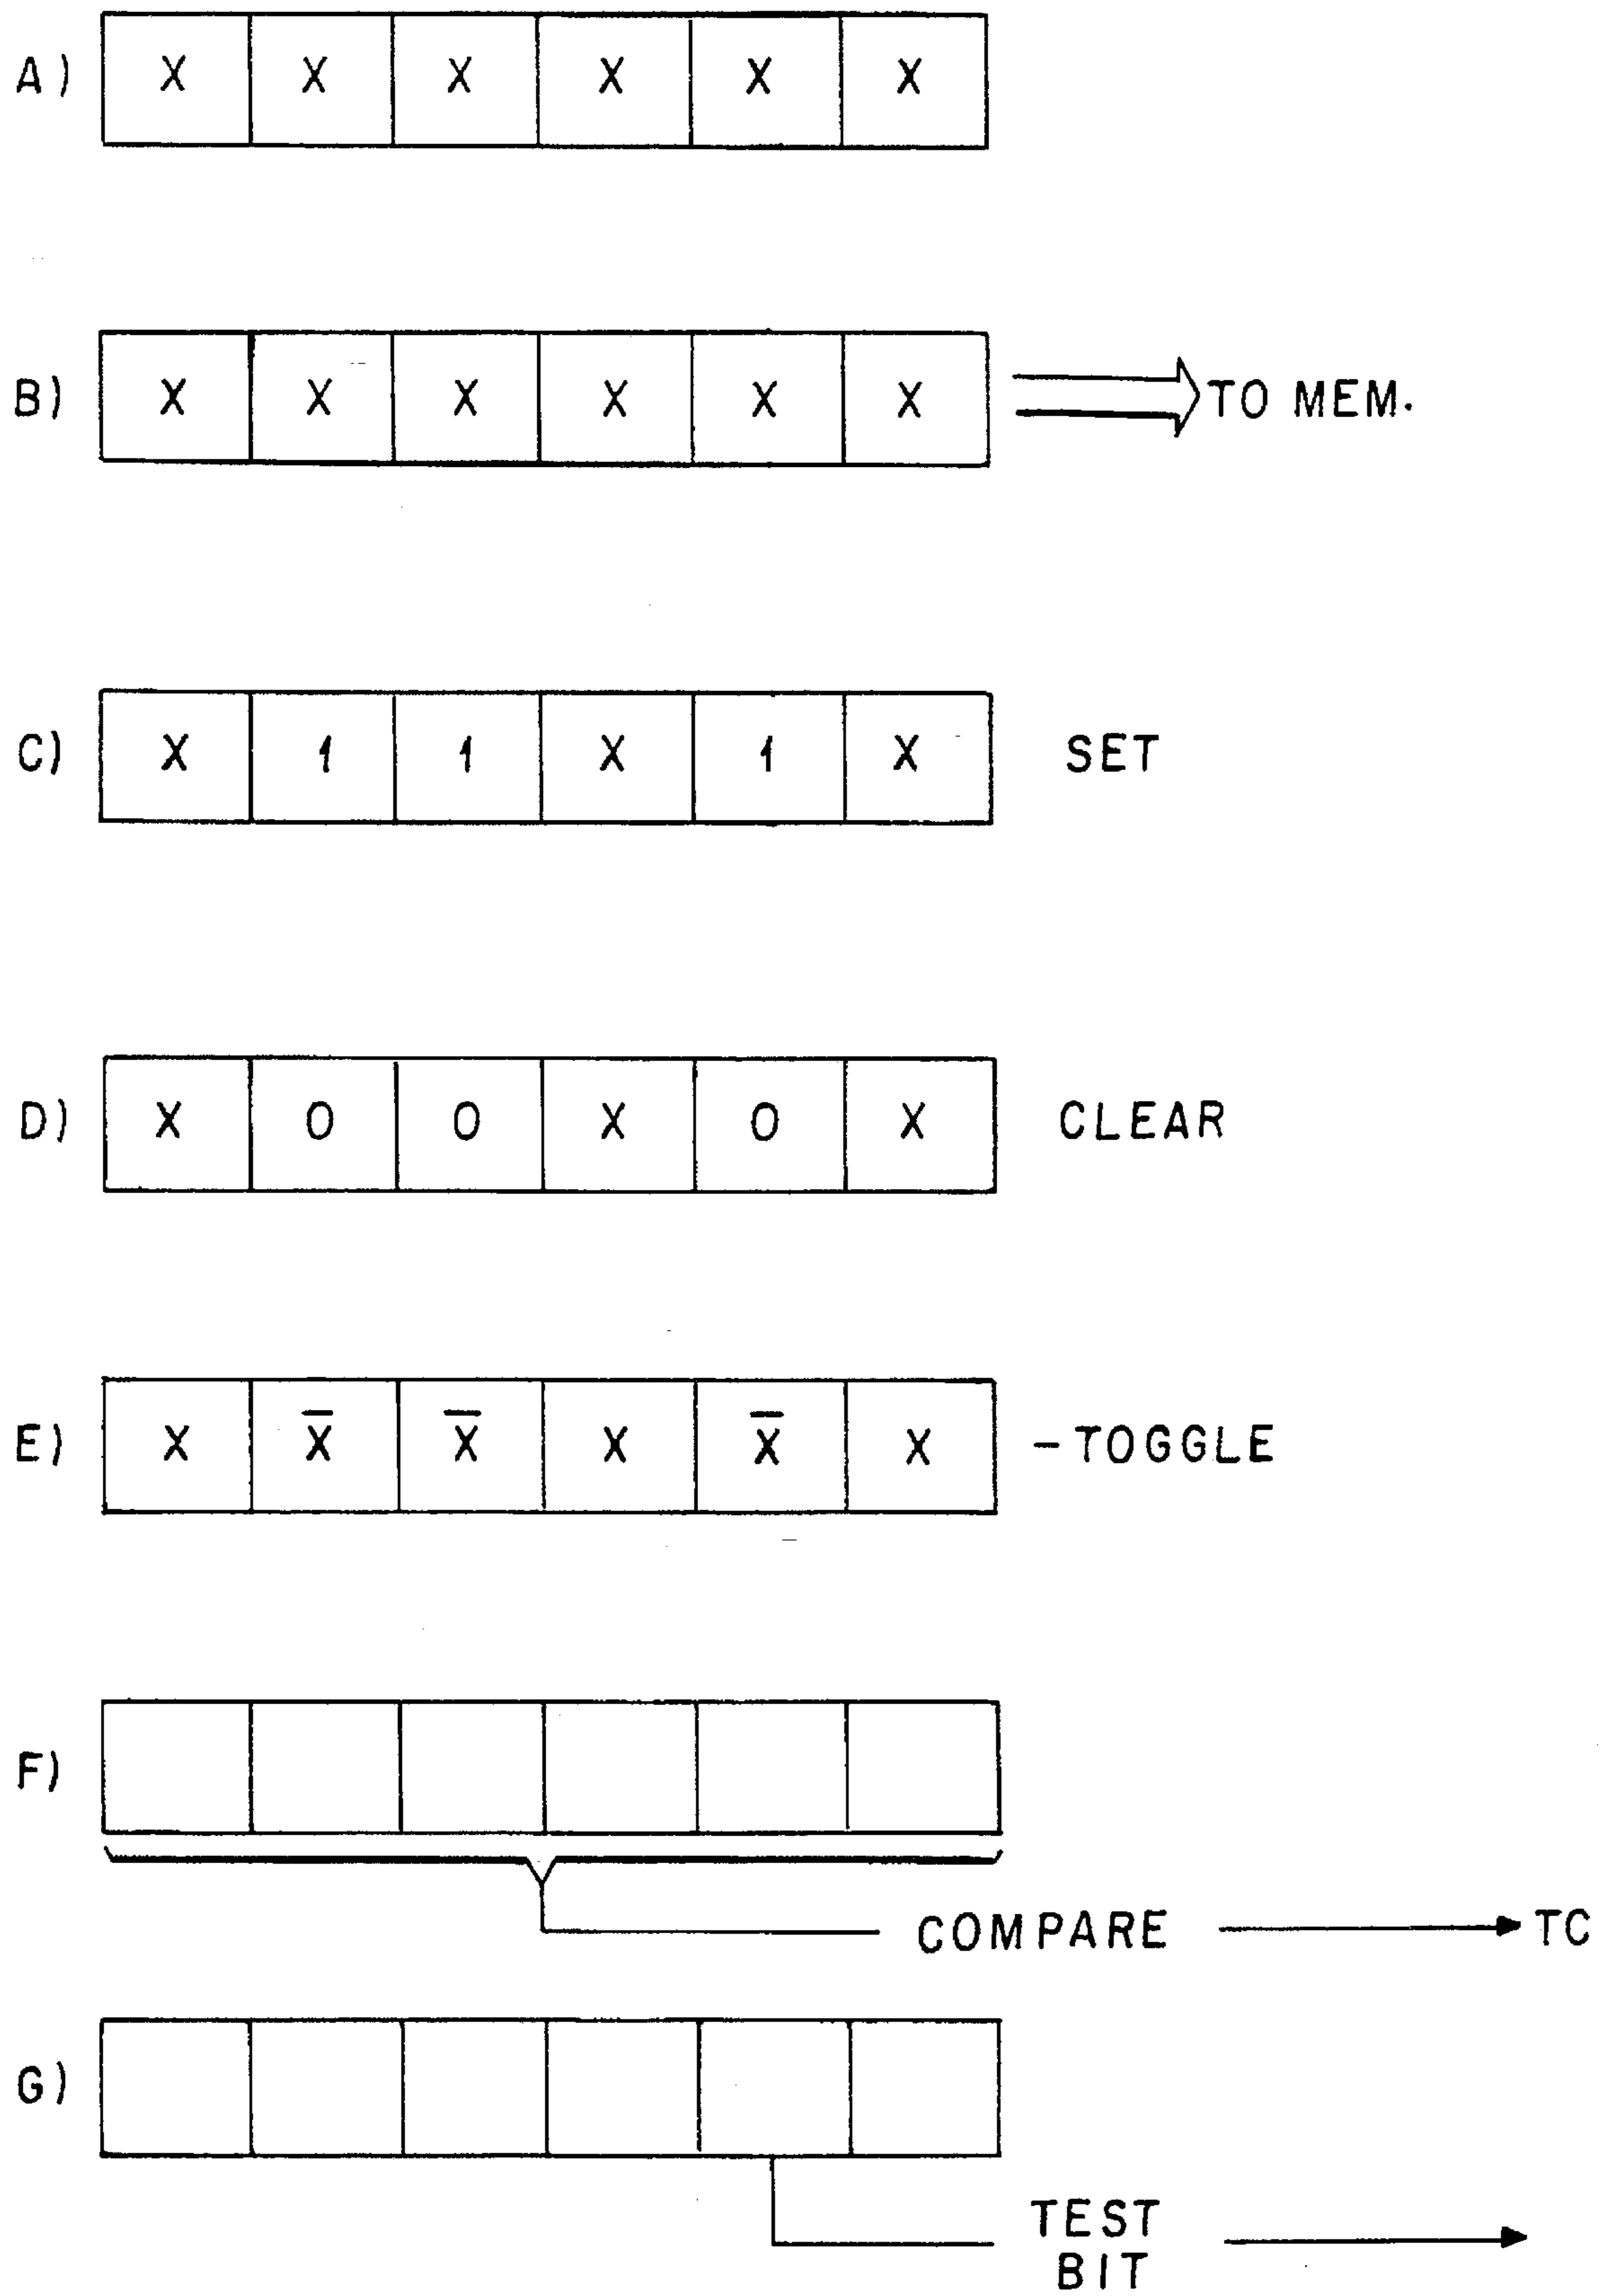 A) X X X X X X
B) X X X X X X TO MEM.
C) X 1 1 X 1 X SET
D) X 0 0 X 0 X CLEAR
E) X X̅ X̅ X X̅ X - TOGGLE
F)
COMPARE TC
G)
TEST
BIT